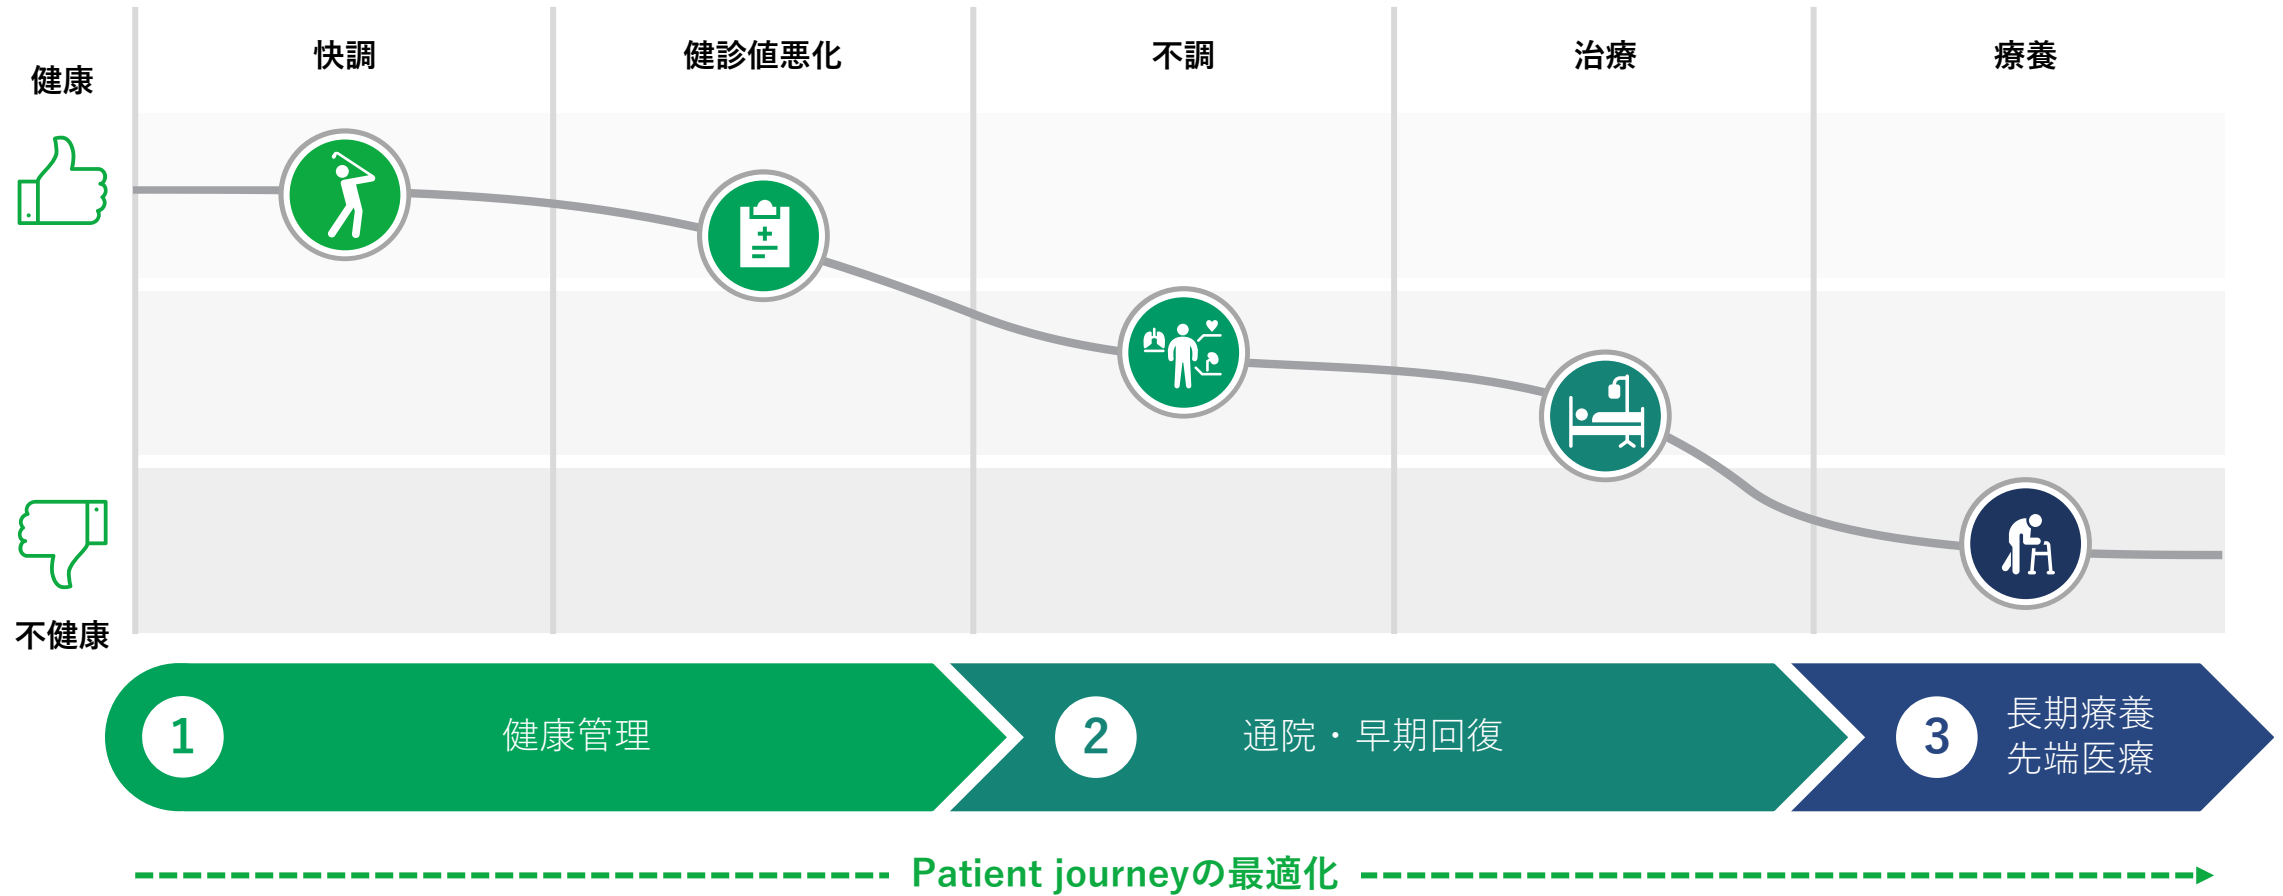 快調
健診値悪化
不調
治療
療養
健康
不健康
1
健康管理
2
通院・早期回復
3
長期療養
先端医療
Patient journeyの最適化